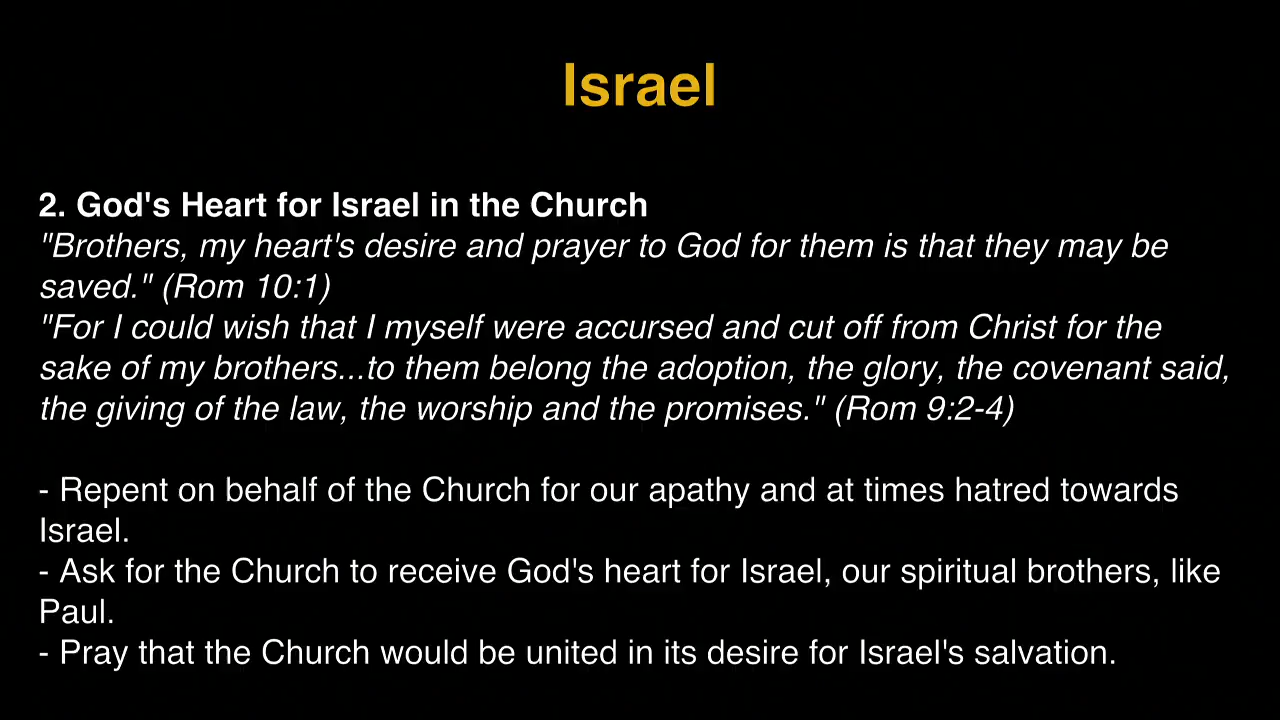 Israel
2. God's Heart for Israel in the Church
"Brothers, my heart's desire and prayer to God for them is that they may be
saved." (Rom 10:1)
"For I could wish that I myself were accursed and cut off from Christ for the
sake of my brothers...to them belong the adoption, the glory, the covenant said,
the giving of the law, the worship and the promises." (Rom 9:2-4)
- Repent on behalf of the Church for our apathy and at times hatred towards
Israel.
- Ask for the Church to receive God's heart for Israel, our spiritual brothers, like
Paul.
- Pray that the Church would be united in its desire for Israel's salvation.